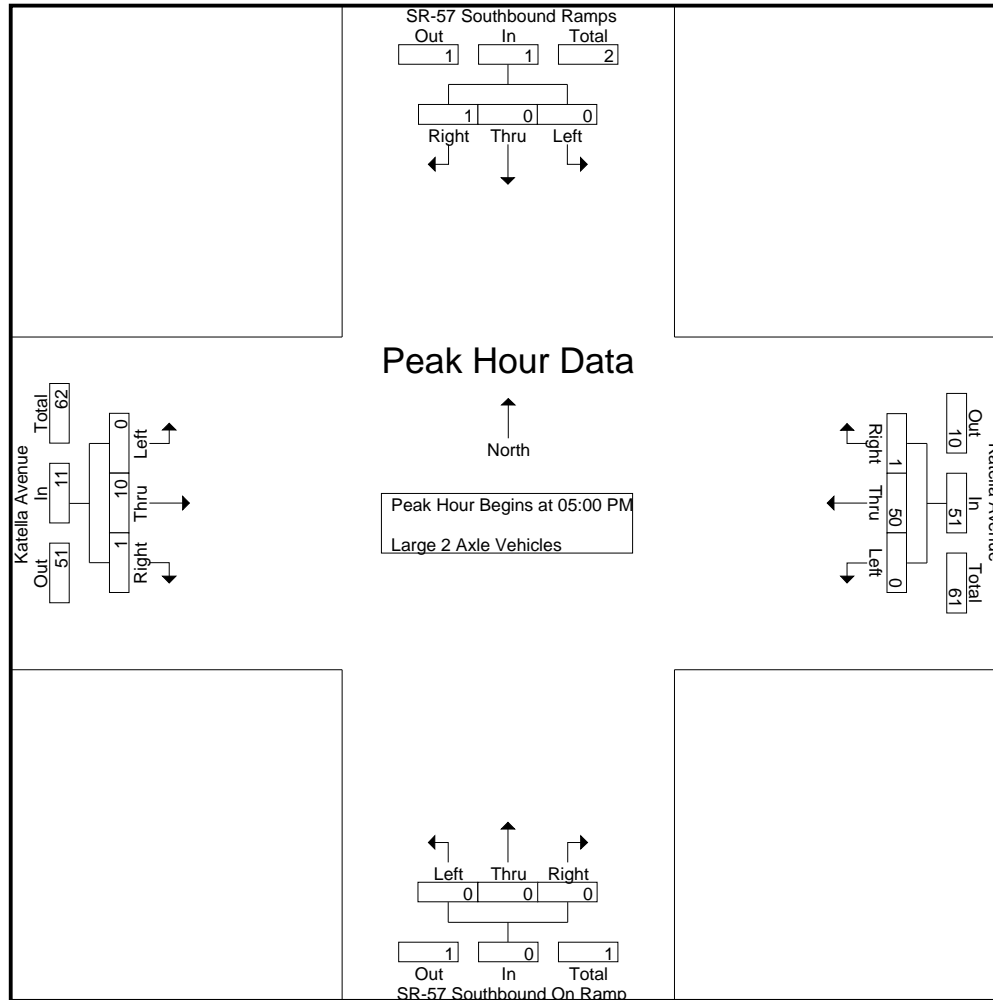 SR-57 Southbound Ramps
Out In Total
1 1 2
1 0 0
Right Thru Left
Peak Hour Data
North
Peak Hour Begins at 05:00 PM
Large 2 Axle Vehicles
Katella Avenue
Out In Total
51 11 62
Right Thru Left
1 10 0
Katella Avenue
Out In Total
10 51 61
Right Thru Left
1 50 0
Left Thru Right
0 0 0
1 0 1
Out In Total
SR-57 Southbound On Ramp